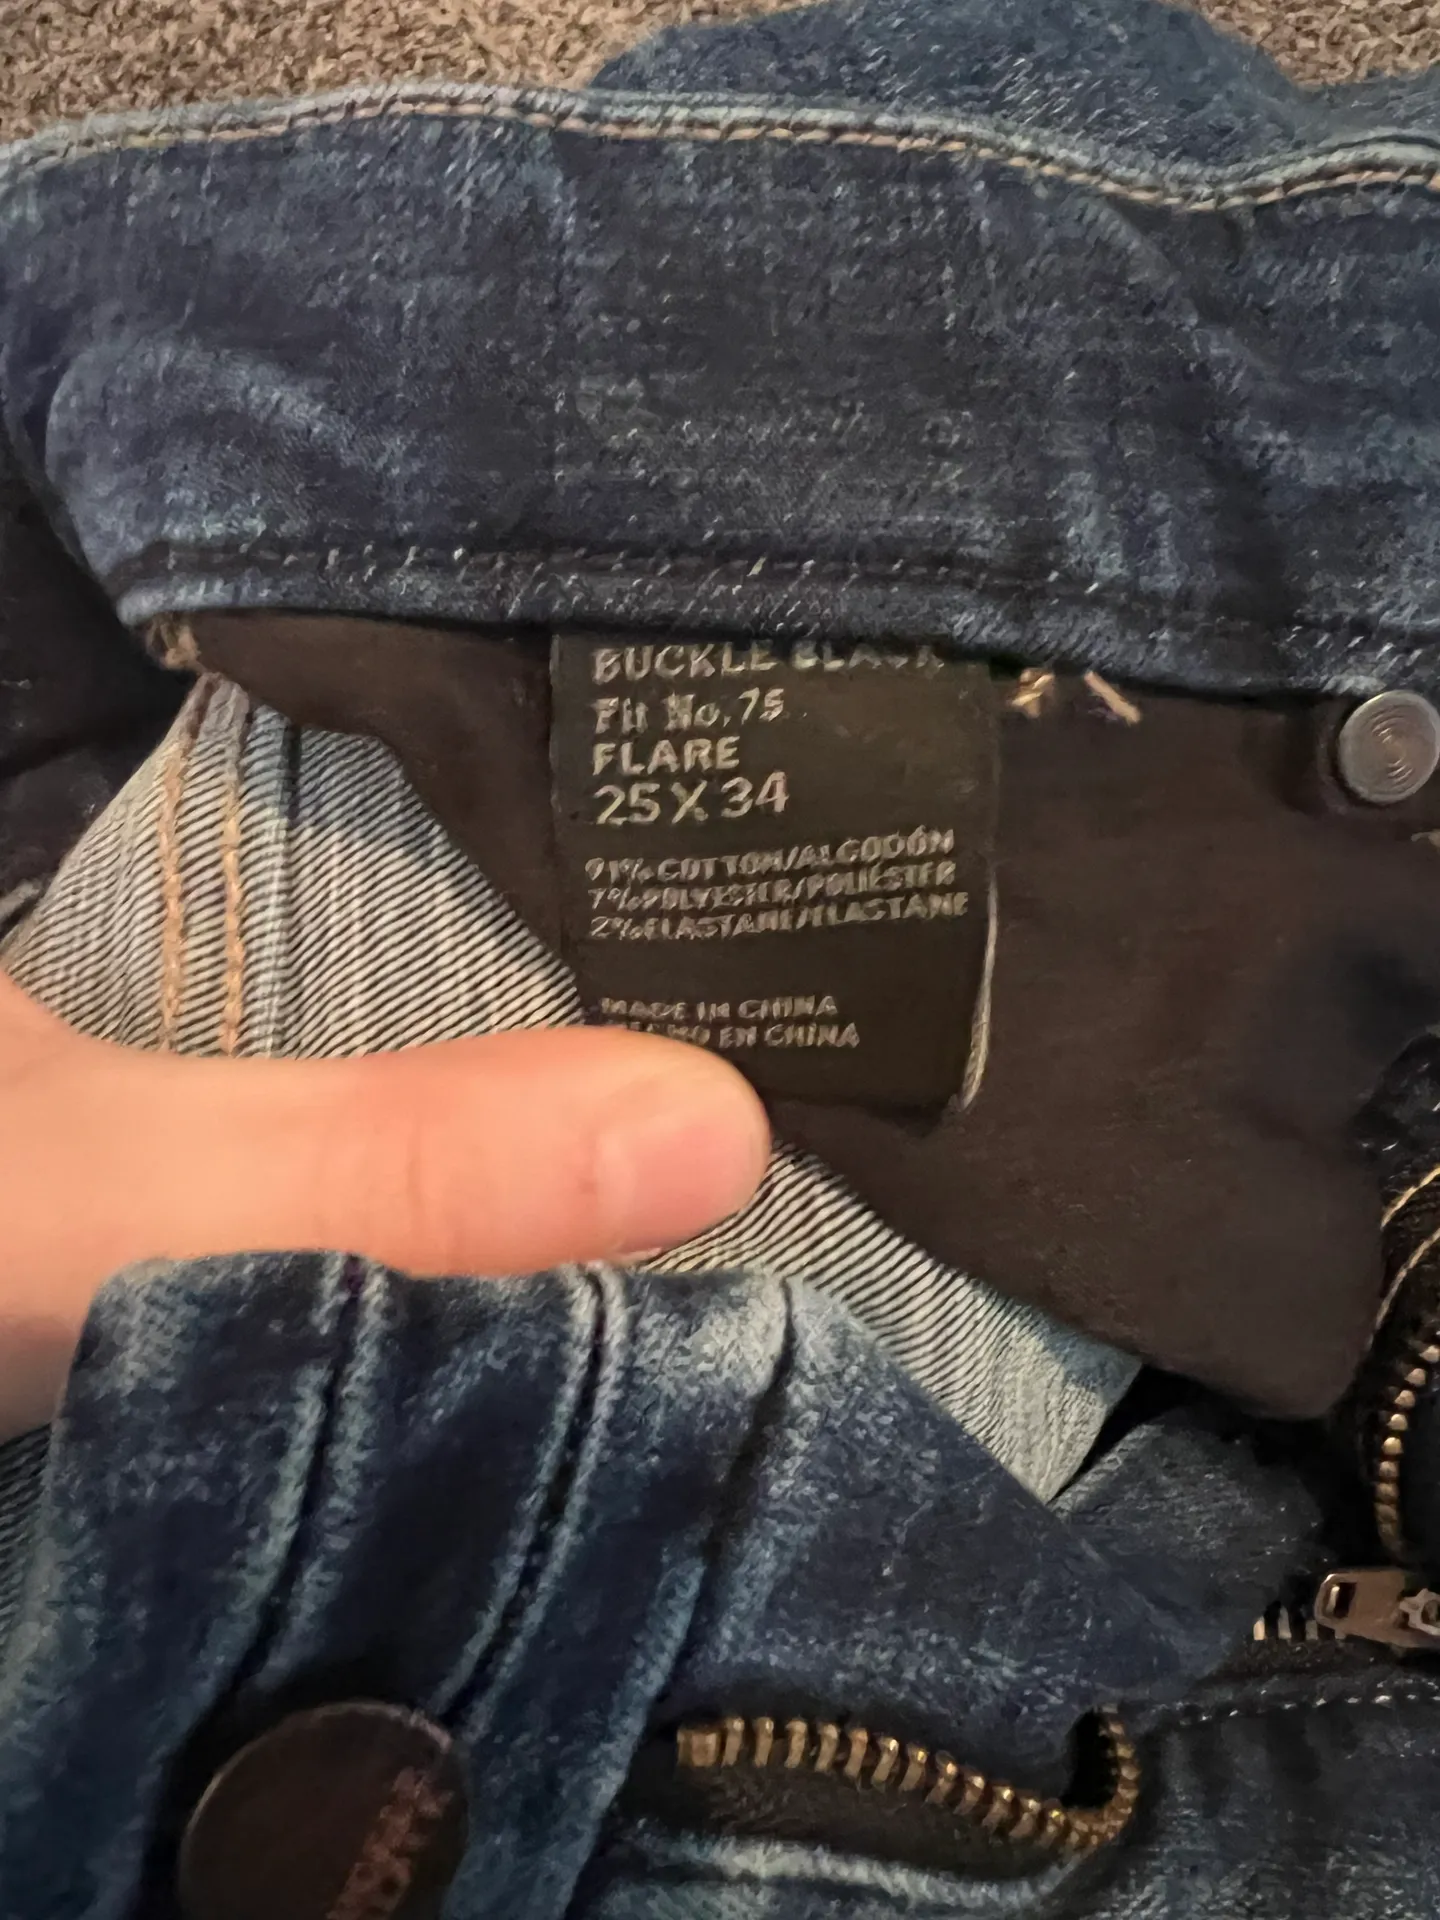 BUCKLE BLACK
Fit No. 75
FLARE
25 X 34
91% COTTON/ALGODÓN
7% POLYESTER/POLIÉSTER
2% ELASTANE/ELASTANE
MADE IN CHINA
HECHO EN CHINA